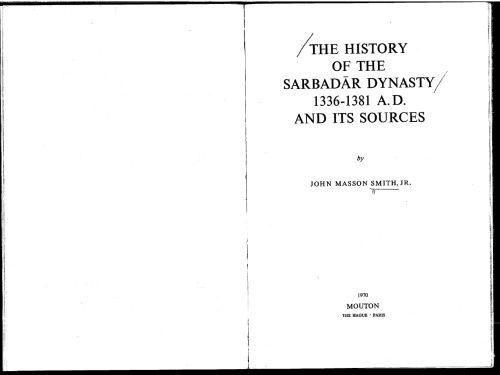 THE HISTORY
OF THE
SARBADĀR DYNASTY
1336-1381 A.D.
AND ITS SOURCES
by
JOHN MASSON SMITH, JR.
1970
MOUTON
THE HAGUE · PARIS